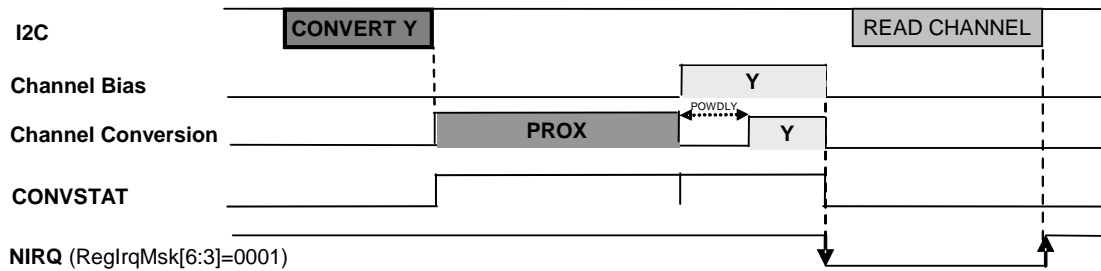 I2C CONVERT Y READ CHANNEL
Channel Bias Y
POWDLY
Channel Conversion PROX Y
CONVSTAT
NIRQ (RegIrqMsk[6:3]=0001)